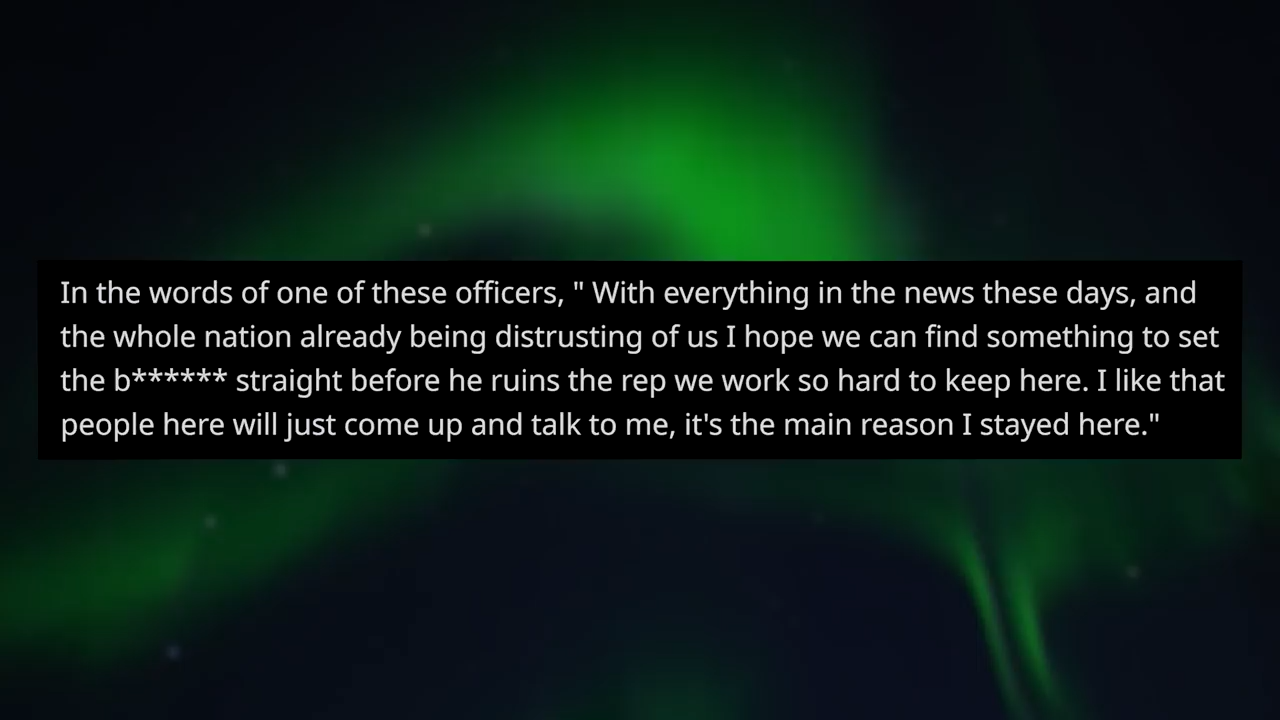 In the words of one of these officers, " With everything in the news these days, and
the whole nation already being distrusting of us I hope we can find something to set
the b****** straight before he ruins the rep we work so hard to keep here. I like that
people here will just come up and talk to me, it's the main reason I stayed here."